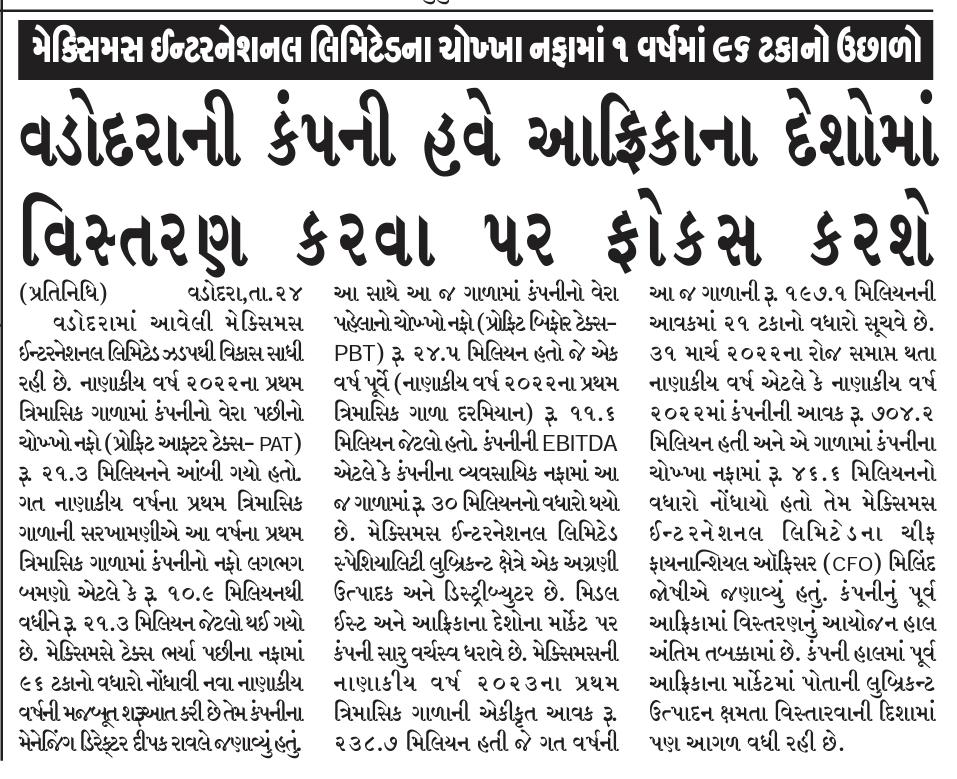 મેક્સિમસ ઈન્ટરનેશનલ લિમિટેડના ચોખ્ખા નફામાં ૧ વર્ષમાં ૯૬ ટકાનો ઉછાળો
વડોદરાની કંપની હવે આફ્રિકાના દેશોમાં
વિસ્તરણ કરવા પર ફોકસ કરશે
(પ્રતિનિધિ) વડોદરા,તા.૨૪
વડોદરામાં આવેલી મેક્સિમસ
ઈન્ટરનેશનલ લિમિટેડ ઝડપથી વિકાસ સાધી
રહી છે. નાણાકીય વર્ષ ૨૦૨૨ના પ્રથમ
ત્રિમાસિક ગાળામાં કંપનીનો વેરા પછીનો
ચોખ્ખો નફો (પ્રોફિટ આફ્ટર ટેક્સ- PAT)
રૂ. ૨૧.૩ મિલિયનને આંબી ગયો હતો.
ગત નાણાકીય વર્ષના પ્રથમ ત્રિમાસિક
ગાળાની સરખામણીએ આ વર્ષના પ્રથમ
ત્રિમાસિક ગાળામાં કંપનીનો નફો લગભગ
બમણો એટલે કે રૂ. ૧૦.૯ મિલિયનથી
વધીને રૂ. ૨૧.૩ મિલિયન જેટલો થઈ ગયો
છે. મેક્સિમસે ટેક્સ ભર્યા પછીના નફામાં
૯૬ ટકાનો વધારો નોંધાવી નવા નાણાકીય
વર્ષની મજબૂત શરૂઆત કરી છે તેમ કંપનીના
મેનેજિંગ ડિરેક્ટર દીપક રાવલે જણાવ્યું હતું.
આ સાથે આ જ ગાળામાં કંપનીનો વેરા
પહેલાનો ચોખ્ખો નફો (પ્રોફિટ બિફોર ટેક્સ-
PBT) રૂ. ૨૪.૫ મિલિયન હતો જે એક
વર્ષ પૂર્વે (નાણાકીય વર્ષ ૨૦૨૨ના પ્રથમ
ત્રિમાસિક ગાળા દરમિયાન) રૂ. ૧૧.૬
મિલિયન જેટલો હતો. કંપનીની EBITDA
એટલે કે કંપનીના વ્યવસાયિક નફામાં આ
જ ગાળામાં રૂ. ૩૦ મિલિયનનો વધારો થયો
છે. મેક્સિમસ ઈન્ટરનેશનલ લિમિટેડ
સ્પેશિયાલિટી લુબ્રિકન્ટ ક્ષેત્રે એક અગ્રણી
ઉત્પાદક અને ડિસ્ટ્રીબ્યુટર છે. મિડલ
ઈસ્ટ અને આફ્રિકાના દેશોના માર્કેટ પર
કંપની સારુ વર્ચસ્વ ધરાવે છે. મેક્સિમસની
નાણાકીય વર્ષ ૨૦૨૩ના પ્રથમ
ત્રિમાસિક ગાળાની એકીકૃત આવક રૂ.
૨૩૮.૭ મિલિયન હતી જે ગત વર્ષની
આ જ ગાળાની રૂ. ૧૯૭.૧ મિલિયનની
આવકમાં ૨૧ ટકાનો વધારો સૂચવે છે.
૩૧ માર્ચ ૨૦૨૨ના રોજ સમાપ્ત થતા
નાણાકીય વર્ષ એટલે કે નાણાકીય વર્ષ
૨૦૨૨માં કંપનીની આવક રૂ. ૭૦૪.૨
મિલિયન હતી અને એ ગાળામાં કંપનીના
ચોખ્ખા નફામાં રૂ. ૪૬.૬ મિલિયનનો
વધારો નોંધાયો હતો તેમ મેક્સિમસ
ઈન્ટરનેશનલ લિમિટેડના ચીફ
ફાયનાન્શિયલ ઑફિસર (CFO) મિલિંદ
જોષીએ જણાવ્યું હતું. કંપનીનું પૂર્વ
આફ્રિકામાં વિસ્તરણનું આયોજન હાલ
અંતિમ તબક્કામાં છે. કંપની હાલમાં પૂર્વ
આફ્રિકાના માર્કેટમાં પોતાની લુબ્રિકન્ટ
ઉત્પાદન ક્ષમતા વિસ્તારવાની દિશામાં
પણ આગળ વધી રહી છે.